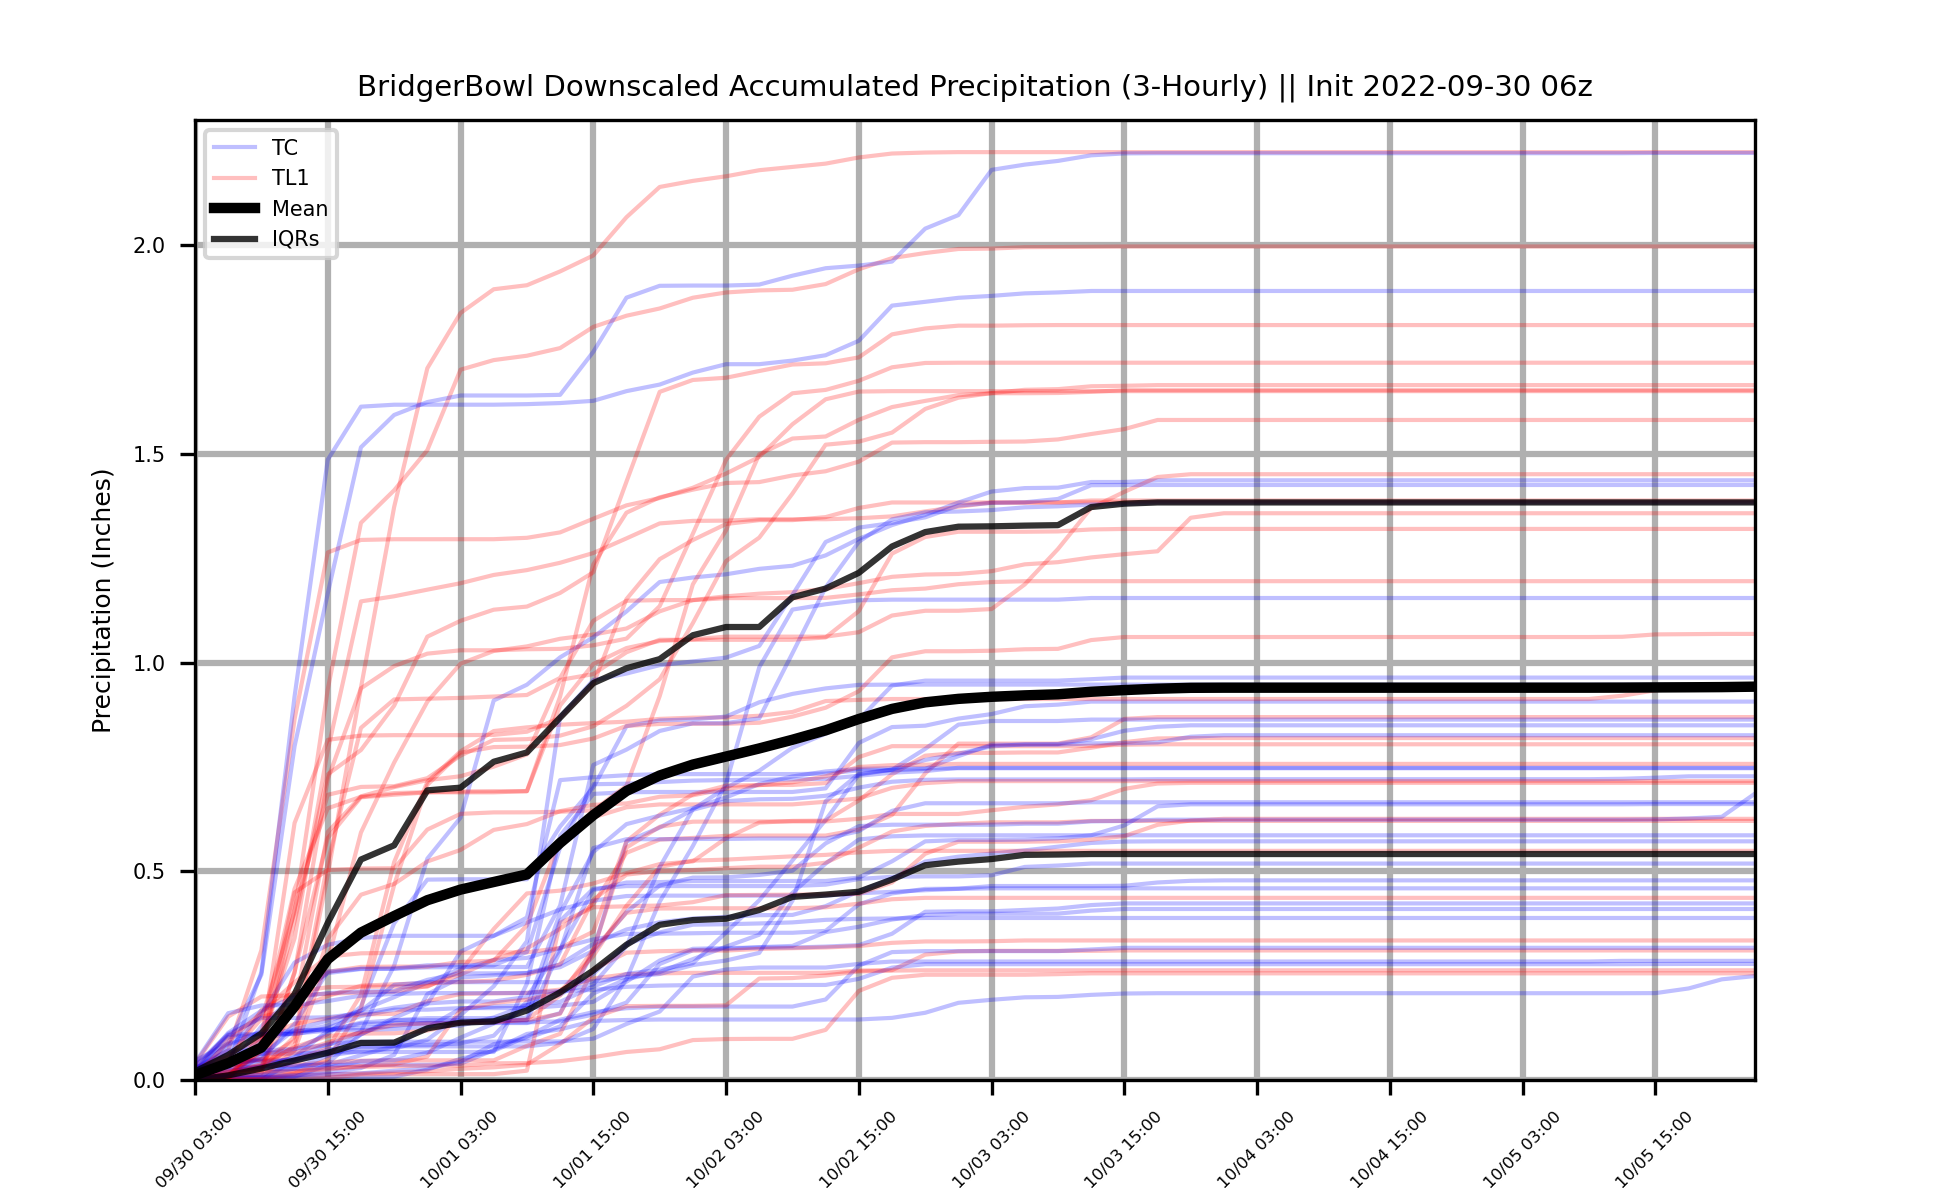 BridgerBowl Downscaled Accumulated Precipitation (3-Hourly) || Init 2022-09-30 06z
TC
TL1
Mean
IQRs
Precipitation (Inches)
2.0
1.5
1.0
0.5
0.0
09/30 03:00
09/30 15:00
10/01 03:00
10/01 15:00
10/02 03:00
10/02 15:00
10/03 03:00
10/03 15:00
10/04 03:00
10/04 15:00
10/05 03:00
10/05 15:00